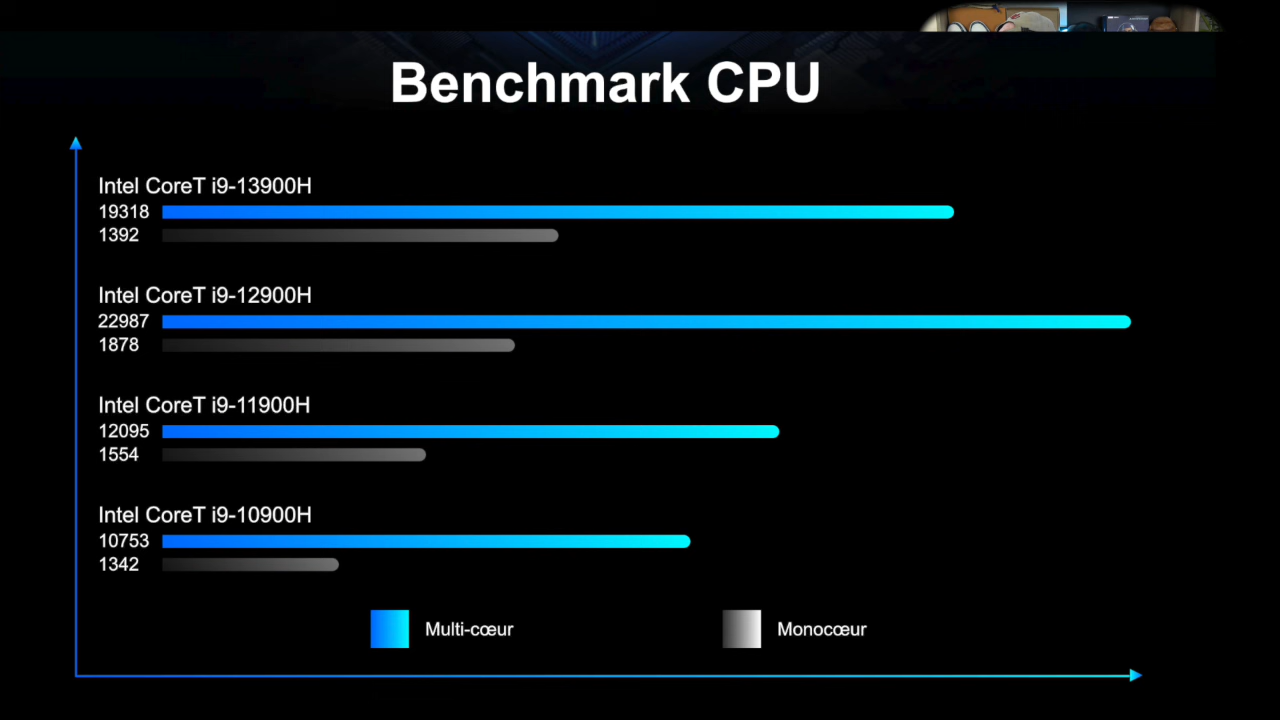 Benchmark CPU
Intel CoreT i9-13900H
19318
1392
Intel CoreT i9-12900H
22987
1878
Intel CoreT i9-11900H
12095
1554
Intel CoreT i9-10900H
10753
1342
Multi-cœur
Monocœur